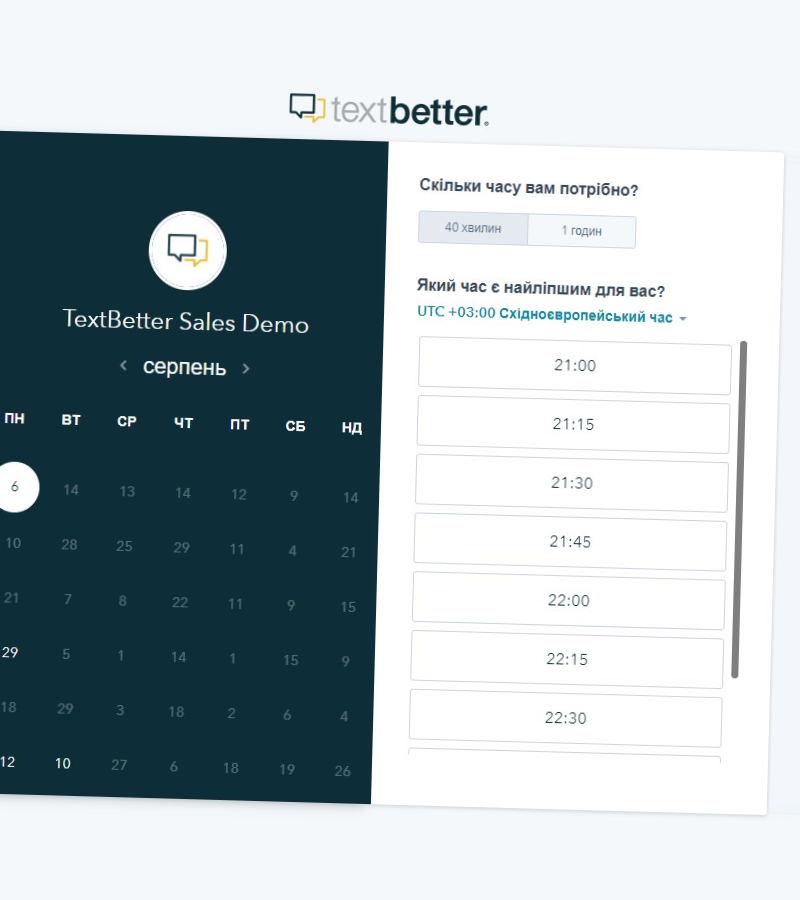 textbetter.
TextBetter Sales Demo
серпень
ПН ВТ СР ЧТ ПТ СБ НД
6 14 13 14 12 9 14
10 28 25 29 11 4 21
21 7 8 22 11 9 15
29 5 1 14 1 15 9
18 29 3 18 2 6 4
12 10 27 6 18 19 26
Скільки часу вам потрібно?
40 хвилин 1 годин
Який час є найліпшим для вас?
UTC +03:00 Східноєвропейський час
21:00
21:15
21:30
21:45
22:00
22:15
22:30